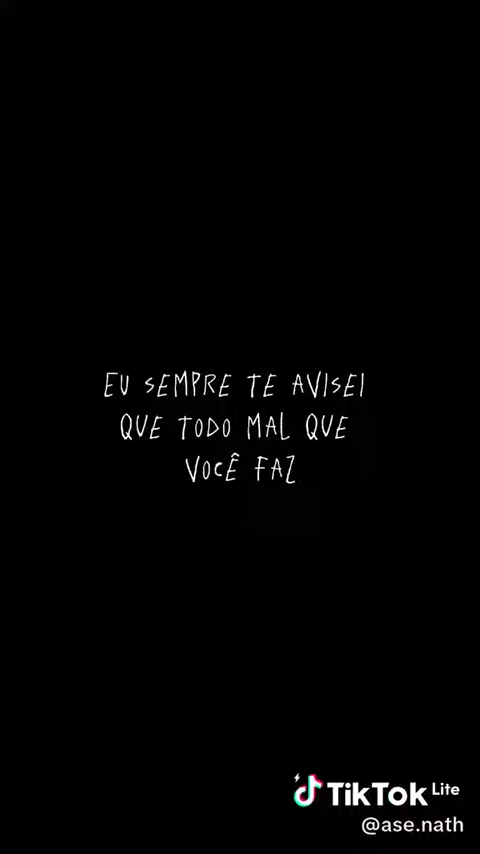 EU SEMPRE TE AVISEI
QUE TODO MAL QUE
VOCÊ FAZ
TikTok Lite
@ase.nath